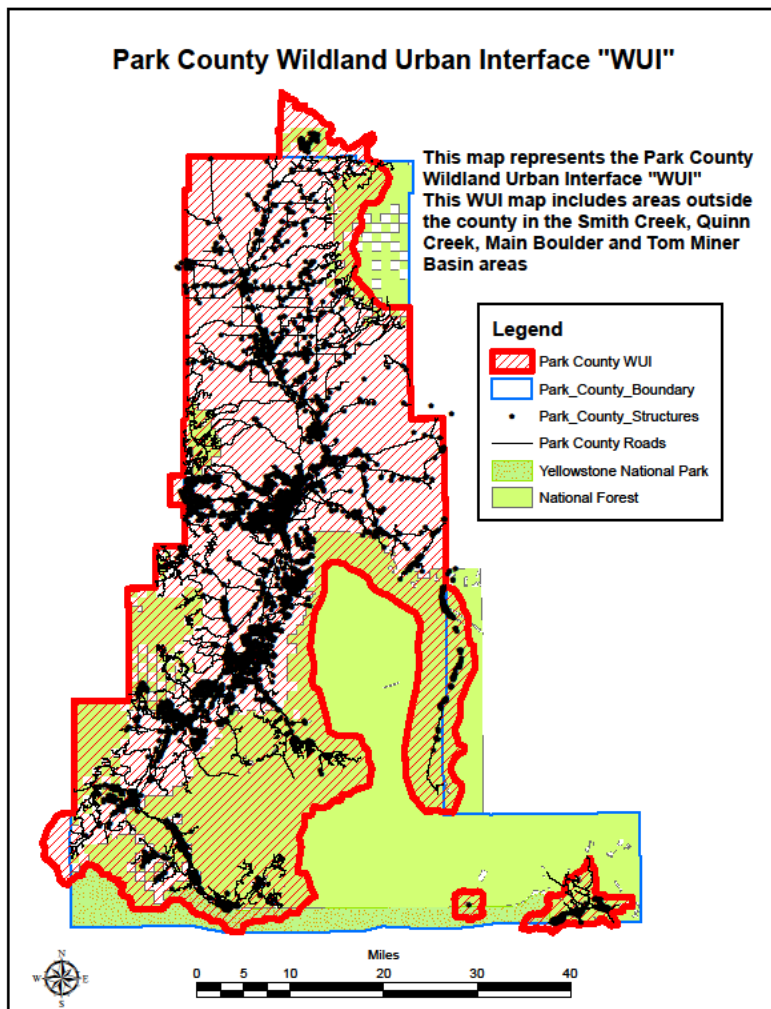 Park County Wildland Urban Interface "WUI"
This map represents the Park County
Wildland Urban Interface "WUI"
This WUI map includes areas outside
the county in the Smith Creek, Quinn
Creek, Main Boulder and Tom Miner
Basin areas
Legend
Park County WUI
Park_County_Boundary
Park_County_Structures
Park County Roads
Yellowstone National Park
National Forest
N
W E
S
Miles
0 5 10 20 30 40